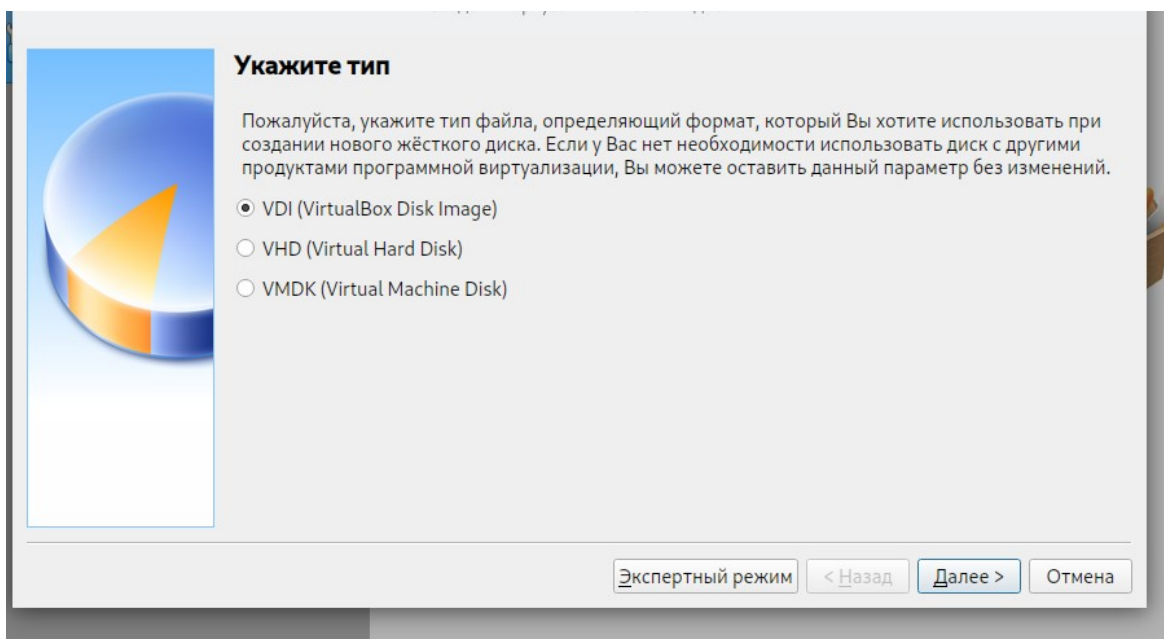 Укажите тип
Пожалуйста, укажите тип файла, определяющий формат, который Вы хотите использовать при
создании нового жёсткого диска. Если у Вас нет необходимости использовать диск с другими
продуктами программной виртуализации, Вы можете оставить данный параметр без изменений.
VDI (VirtualBox Disk Image)
VHD (Virtual Hard Disk)
VMDK (Virtual Machine Disk)
Экспертный режим < Назад Далее > Отмена